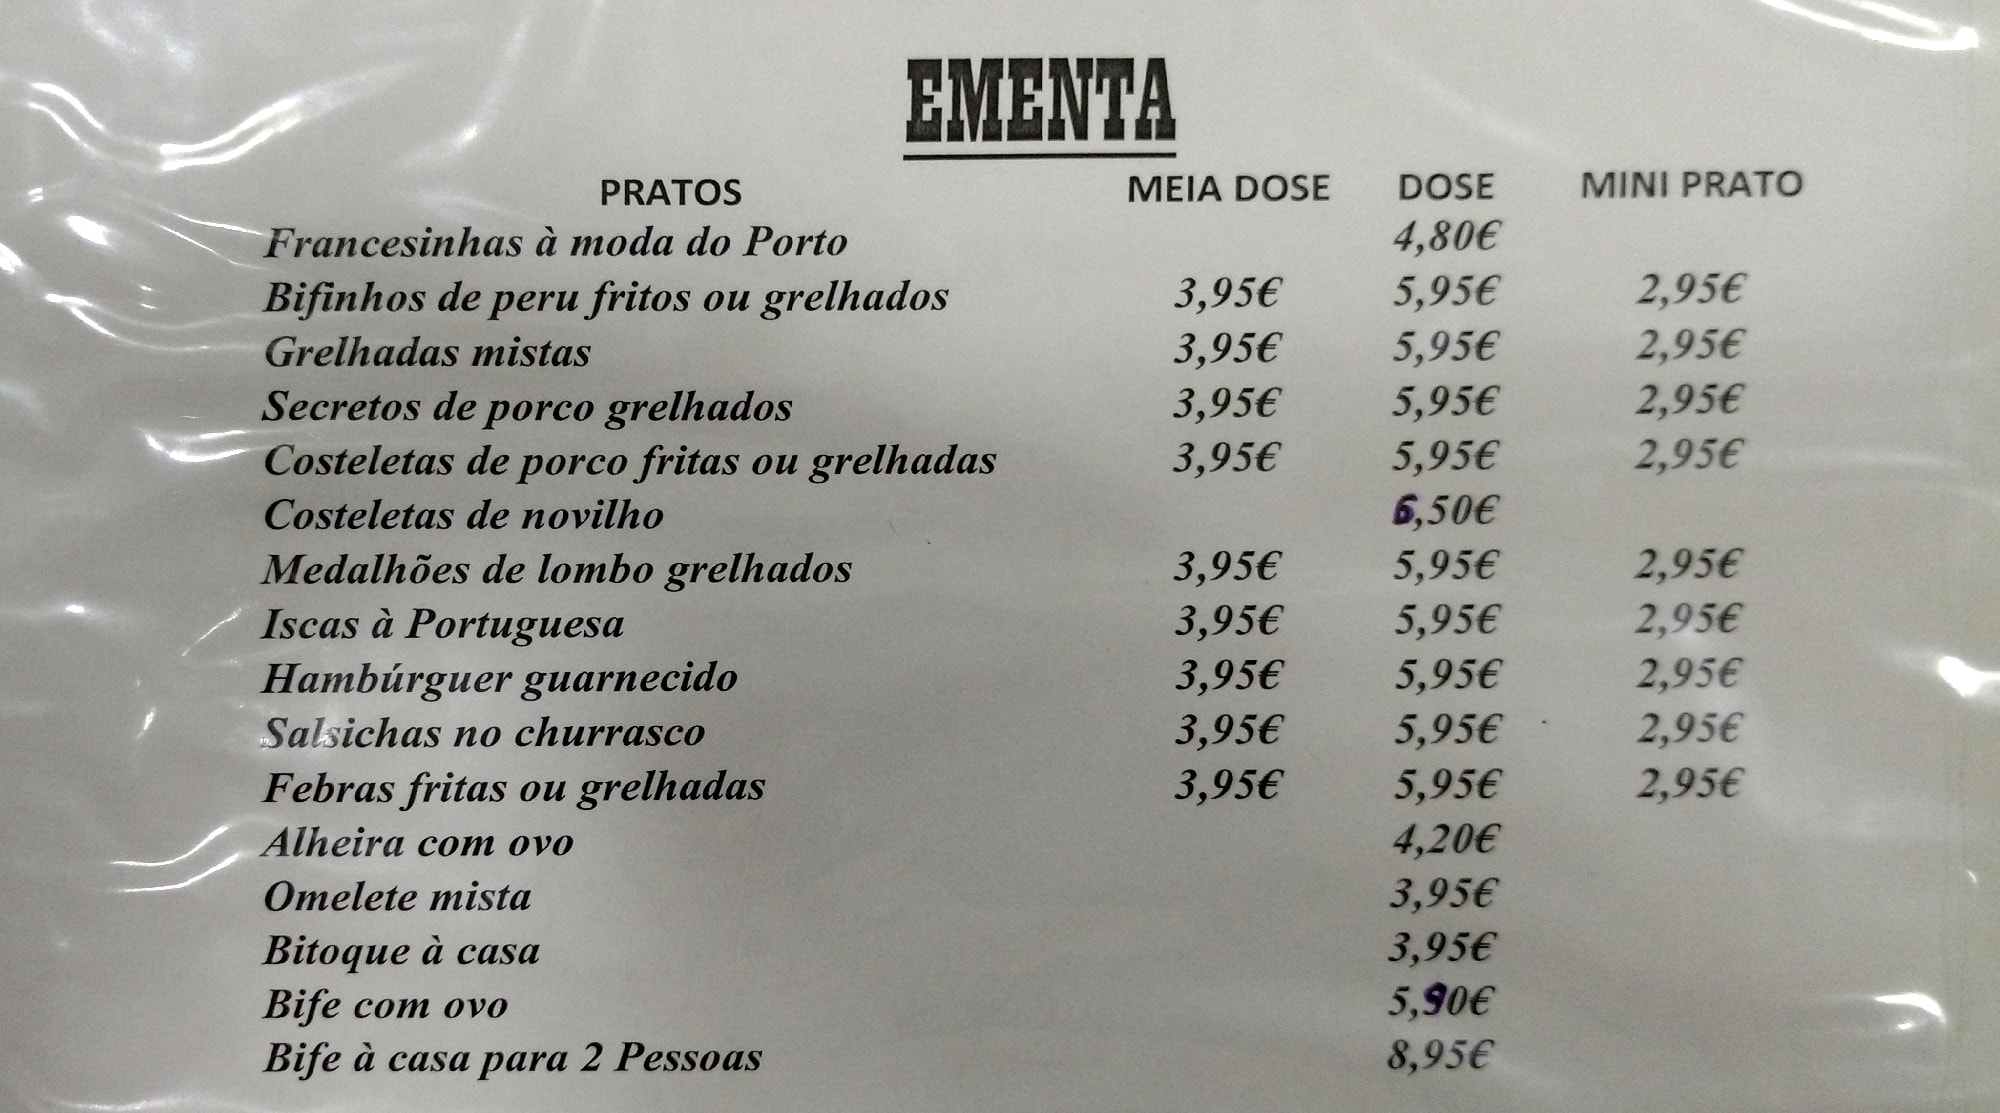 EMENTA
PRATOS MEIA DOSE DOSE MINI PRATO
Francesinhas à moda do Porto 4,80€
Bifinhos de peru fritos ou grelhados 3,95€ 5,95€ 2,95€
Grelhadas mistas 3,95€ 5,95€ 2,95€
Secretos de porco grelhados 3,95€ 5,95€ 2,95€
Costeletas de porco fritas ou grelhadas 3,95€ 5,95€ 2,95€
Costeletas de novilho 6,50€
Medalhões de lombo grelhados 3,95€ 5,95€ 2,95€
Iscas à Portuguesa 3,95€ 5,95€ 2,95€
Hambúrguer guarnecido 3,95€ 5,95€ 2,95€
Salsichas no churrasco 3,95€ 5,95€ 2,95€
Febras fritas ou grelhadas 3,95€ 5,95€ 2,95€
Alheira com ovo 4,20€
Omelete mista 3,95€
Bitoque à casa 3,95€
Bife com ovo 5,90€
Bife à casa para 2 Pessoas 8,95€